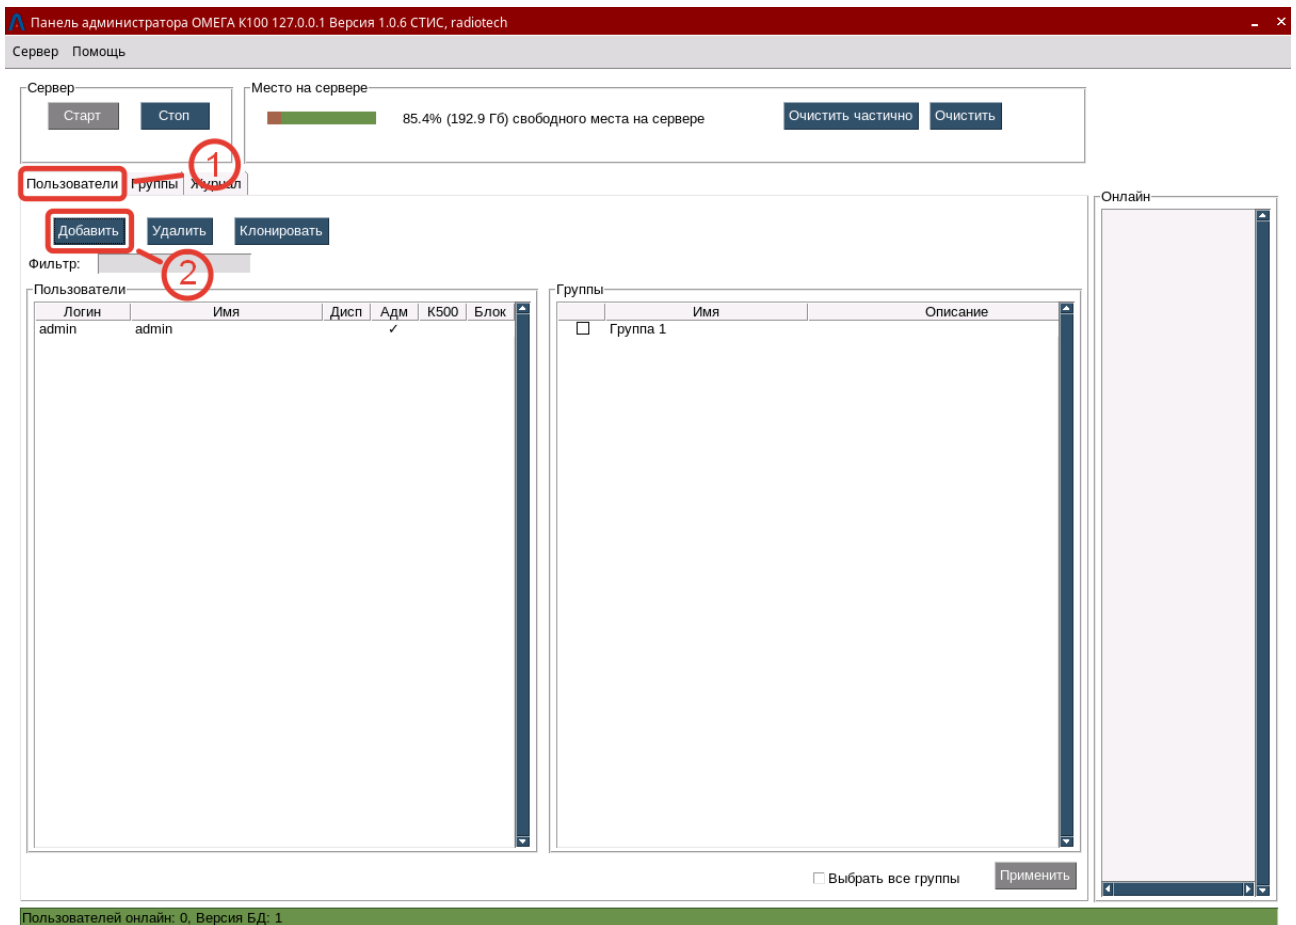 Панель администратора ОМЕГА К100 127.0.0.1 Версия 1.0.6 СТИС, radiotech
Сервер Помощь
Сервер
Место на сервере
Старт Стоп
85.4% (192.9 Гб) свободного места на сервере
Очистить частично Очистить
1
Пользователи Группы Журнал
Онлайн
Добавить Удалить Клонировать
2
Фильтр:
Пользователи
Группы
Логин Имя Дисп Адм К500 Блок
Имя Описание
admin admin ✓
Группа 1
Выбрать все группы Применить
Пользователей онлайн: 0, Версия БД: 1